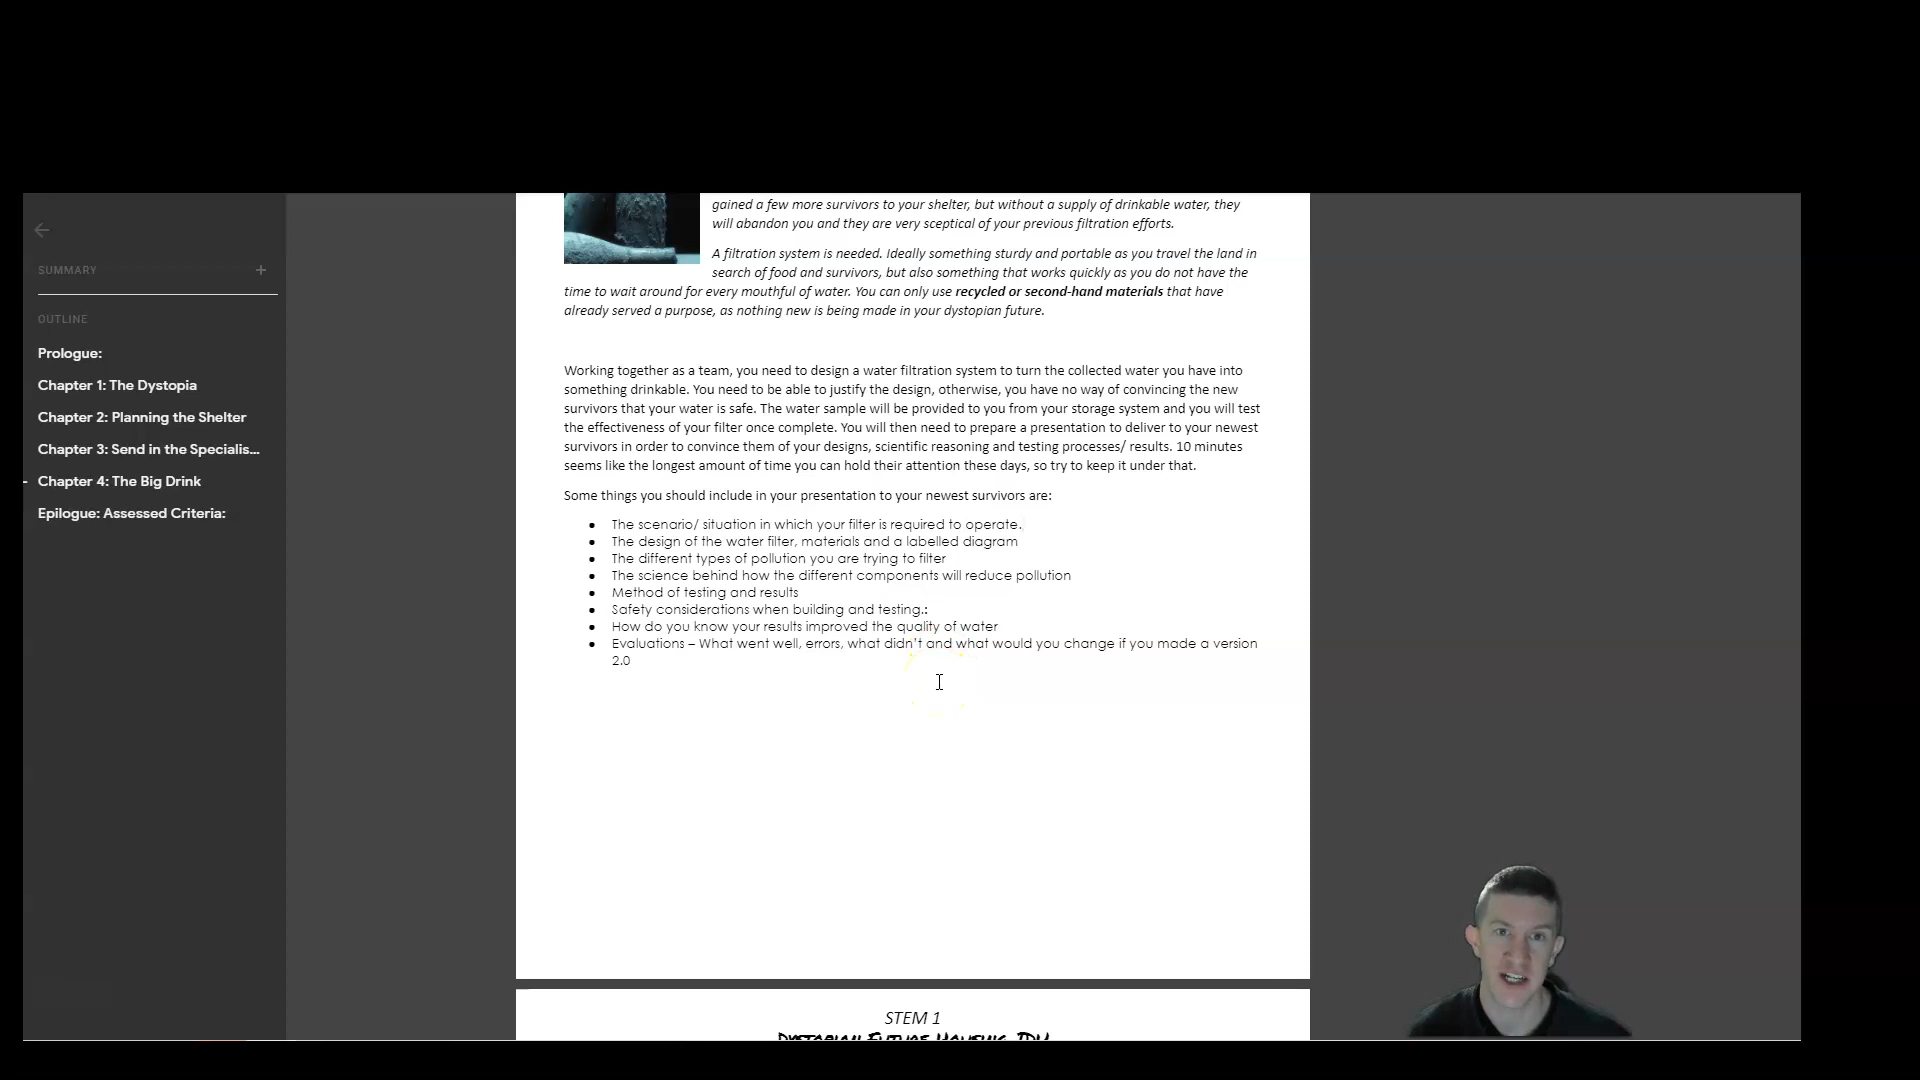 SUMMARY
OUTLINE
Prologue:
Chapter 1: The Dystopia
Chapter 2: Planning the Shelter
Chapter 3: Send in the Specialis...
Chapter 4: The Big Drink
Epilogue: Assessed Criteria:
gained a few more survivors to your shelter, but without a supply of drinkable water, they
will abandon you and they are very sceptical of your previous filtration efforts.
A filtration system is needed. Ideally something sturdy and portable as you travel the land in
search of food and survivors, but also something that works quickly as you do not have the
time to wait around for every mouthful of water. You can only use recycled or second-hand materials that have
already served a purpose, as nothing new is being made in your dystopian future.
Working together as a team, you need to design a water filtration system to turn the collected water you have into
something drinkable. You need to be able to justify the design, otherwise, you have no way of convincing the new
survivors that your water is safe. The water sample will be provided to you from your storage system and you will test
the effectiveness of your filter once complete. You will then need to prepare a presentation to deliver to your newest
survivors in order to convince them of your designs, scientific reasoning and testing processes/ results. 10 minutes
seems like the longest amount of time you can hold their attention these days, so try to keep it under that.
Some things you should include in your presentation to your newest survivors are:
● The scenario/ situation in which your filter is required to operate.
● The design of the water filter, materials and a labelled diagram
● The different types of pollution you are trying to filter
● The science behind how the different components will reduce pollution
● Method of testing and results
● Safety considerations when building and testing.:
● How do you know your results improved the quality of water
● Evaluations – What went well, errors, what didn't and what would you change if you made a version
2.0
STEM 1
Dystopian Future Housing IDU